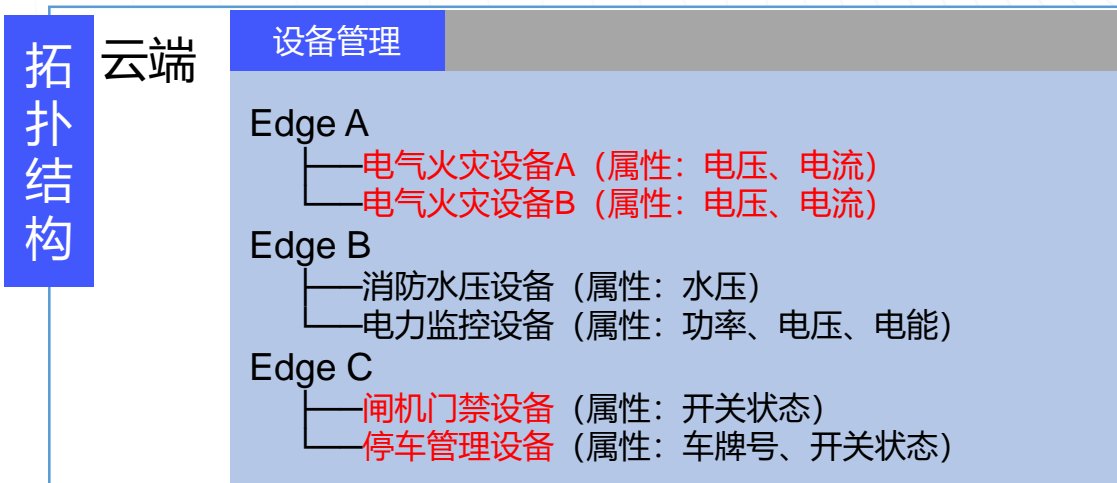 拓扑结构
云端
设备管理
Edge A
电气火灾设备A（属性：电压、电流）
电气火灾设备B（属性：电压、电流）
Edge B
消防水压设备（属性：水压）
电力监控设备（属性：功率、电压、电能）
Edge C
闸机门禁设备（属性：开关状态）
停车管理设备（属性：车牌号、开关状态）